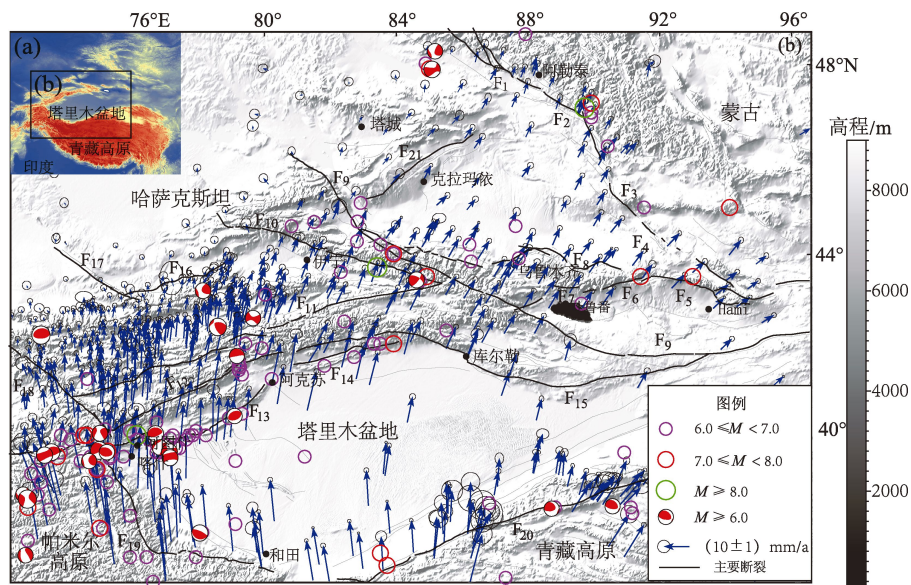 76°E
80°
84°
88°
92°
96°
(a)
(b)
塔里木盆地
青藏高原
印度
(b)
48°N
44°
40°
F1
阿勒泰
F2
蒙古
塔城
F21
F9
克拉玛依
F3
哈萨克斯坦
F10
F4
F17
F16
F8
乌鲁木齐
F11
F6
F5
鲁番
Hami
F9
库尔勒
F18
阿克苏
F14
F15
F13
塔里木盆地
帕米尔
高原
F19
和田
F20
青藏高原
图例
6.0≤M<7.0
7.0≤M<8.0
M≥8.0
M≥6.0
(10±1) mm/a
主要断裂
高程/m
8000
6000
4000
2000